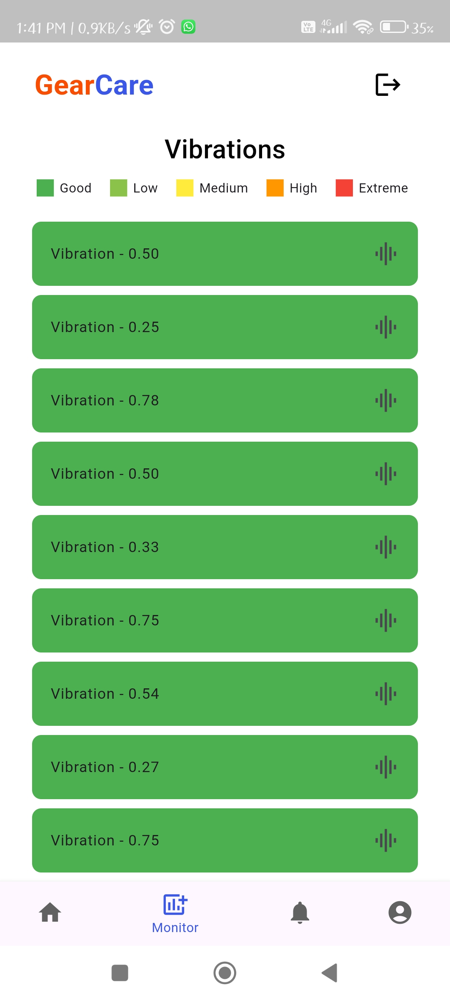 1:41 PM | 0.9KB/s Vo LTE 4G 35%
GearCare
Vibrations
Good Low Medium High Extreme
Vibration - 0.50
Vibration - 0.25
Vibration - 0.78
Vibration - 0.50
Vibration - 0.33
Vibration - 0.75
Vibration - 0.54
Vibration - 0.27
Vibration - 0.75
Monitor